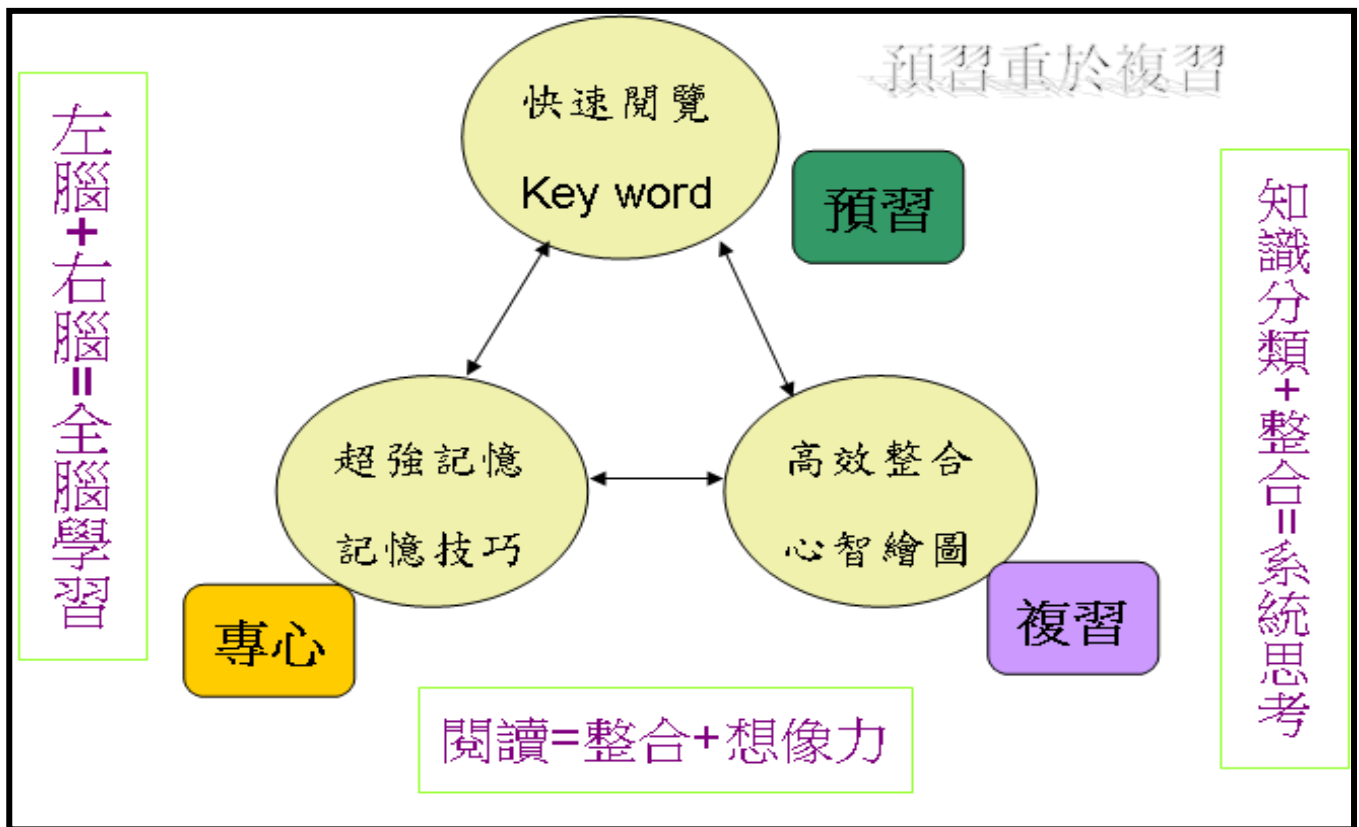 預習重於複習
快速閱覽
Key word
預習
左腦+右腦=全腦學習
知識分類+整合=系統思考
超強記憶
記憶技巧
專心
高效整合
心智繪圖
複習
閱讀=整合+想像力